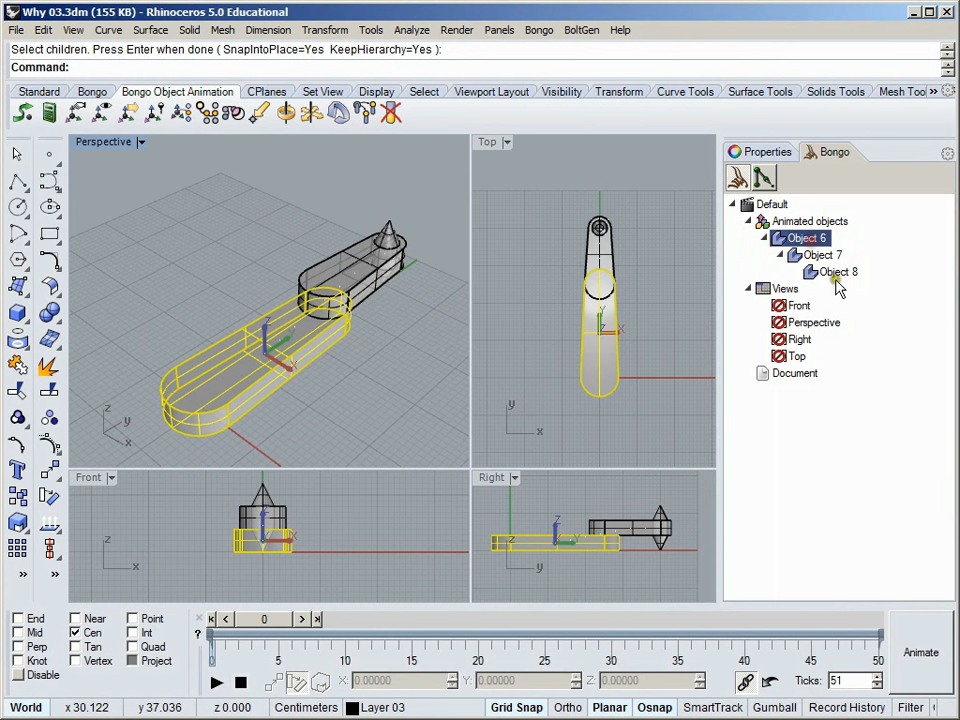 Why 03.3dm (155 KB) - Rhinoceros 5.0 Educational
File Edit View Curve Surface Solid Mesh Dimension Transform Tools Analyze Render Panels Bongo BoltGen Help
Select children. Press Enter when done ( SnapIntoPlace=Yes KeepHierarchy=Yes ):
Command:
Standard Bongo Bongo Object Animation CPlanes Set View Display Select Viewport Layout Visibility Transform Curve Tools Surface Tools Solids Tools Mesh Too »
Perspective Top Properties Bongo
Default
Animated objects
Object 6
Object 7
Object 8
Views
Front
Perspective
Right
Top
Document
z y x Z X
y x Y X
Front Right
z x Z X
z y Z
» »
End Near Point
Mid Cen Int
Perp Tan Quad
Knot Vertex Project
Disable
? 0
0 5 10 15 20 25 30 35 40 45 50
X: 0.00000 Y: 0.00000 Z: 0.00000 Ticks: 51
Animate
World x 30.122 y 37.036 z 0.000 Centimeters Layer 03 Grid Snap Ortho Planar Osnap SmartTrack Gumball Record History Filter